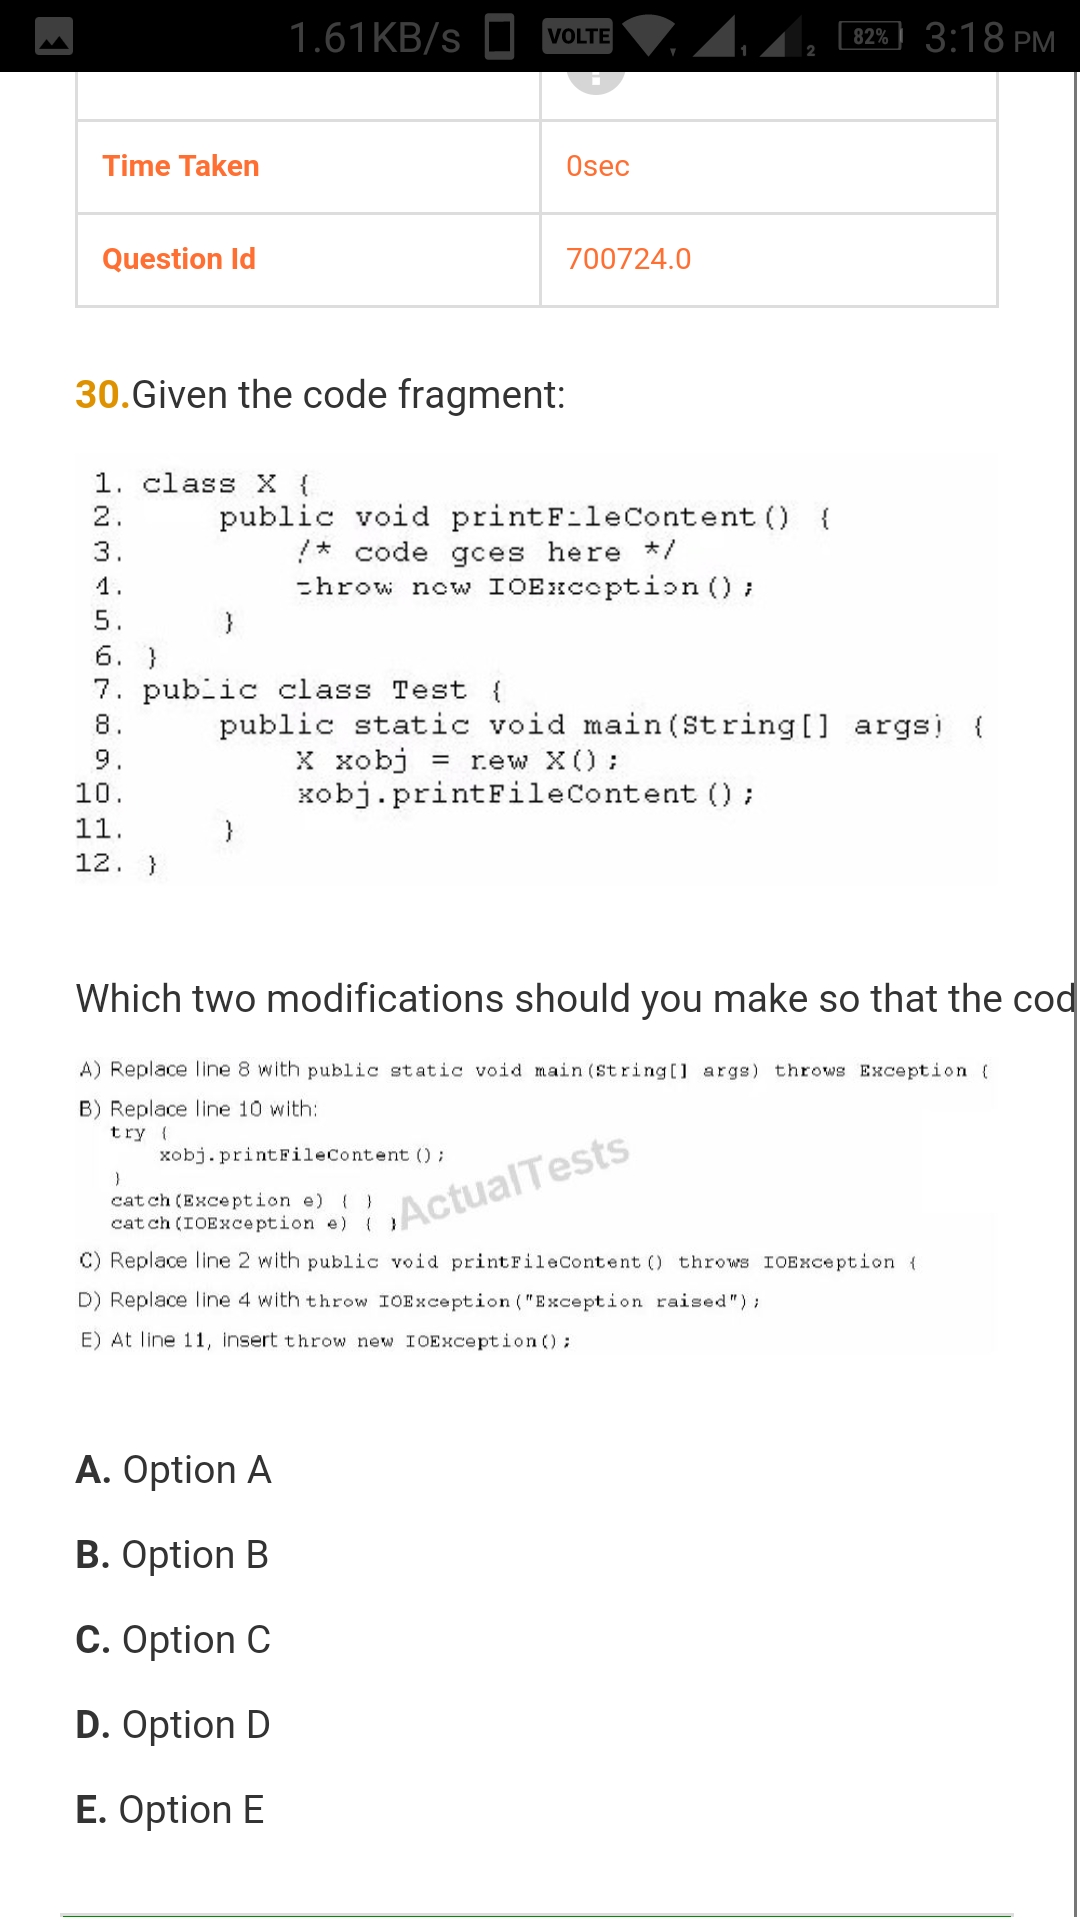 1.61KB/s VOLTE 1 2 82% 3:18 PM
Time Taken 0sec
Question Id 700724.0
30.Given the code fragment:
1. class X {
2. public void printFileContent() {
3. /* code goes here */
4. throw new IOException();
5. }
6. }
7. public class Test {
8. public static void main(String[] args) {
9. X xobj = new X();
10. xobj.printFileContent();
11. }
12. }
Which two modifications should you make so that the cod
A) Replace line 8 with public static void main(String[] args) throws Exception {
B) Replace line 10 with:
try {
xobj.printFileContent();
}
catch(Exception e) { }
catch(IOException e) { }
ActualTests
C) Replace line 2 with public void printFileContent() throws IOException {
D) Replace line 4 with throw IOException("Exception raised");
E) At line 11, insert throw new IOException();
A. Option A
B. Option B
C. Option C
D. Option D
E. Option E